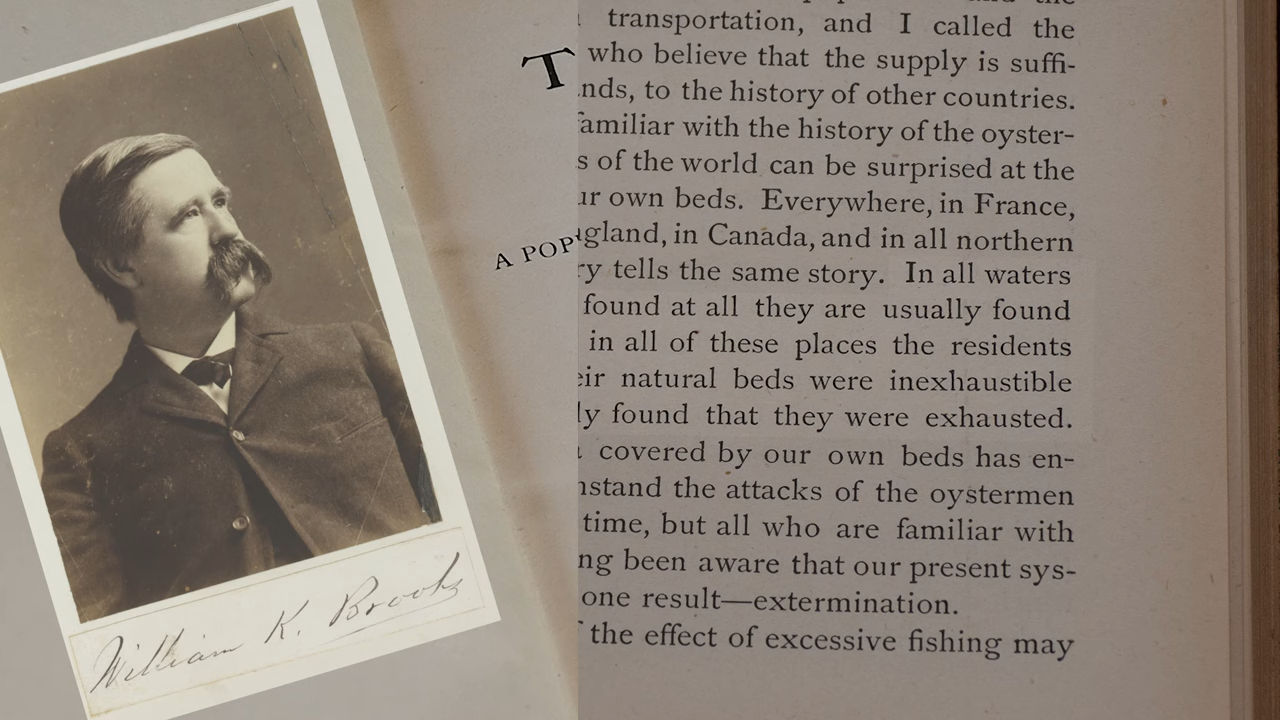 William K. Brooks
T
A POP
transportation, and I called the
who believe that the supply is suffi-
nds, to the history of other countries.
familiar with the history of the oyster-
s of the world can be surprised at the
ur own beds. Everywhere, in France,
gland, in Canada, and in all northern
ry tells the same story. In all waters
found at all they are usually found
in all of these places the residents
eir natural beds were inexhaustible
ly found that they were exhausted.
covered by our own beds has en-
nstand the attacks of the oystermen
time, but all who are familiar with
ng been aware that our present sys-
one result—extermination.
the effect of excessive fishing may